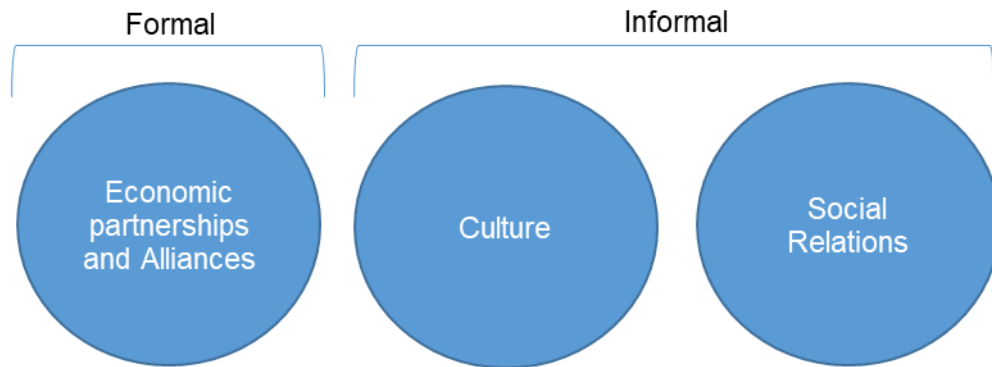 Formal
Informal
Economic
partnerships
and Alliances
Culture
Social
Relations